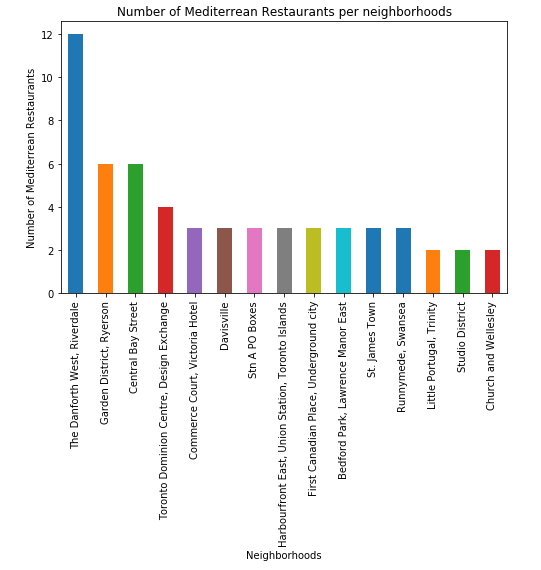 Number of Mediterrean Restaurants per neighborhoods
Number of Mediterrean Restaurants
12
10
8
6
4
2
0
The Danforth West, Riverdale
Garden District, Ryerson
Central Bay Street
Toronto Dominion Centre, Design Exchange
Commerce Court, Victoria Hotel
Davisville
Stn A PO Boxes
Harbourfront East, Union Station, Toronto Islands
First Canadian Place, Underground city
Bedford Park, Lawrence Manor East
St. James Town
Runnymede, Swansea
Little Portugal, Trinity
Studio District
Church and Wellesley
Neighborhoods